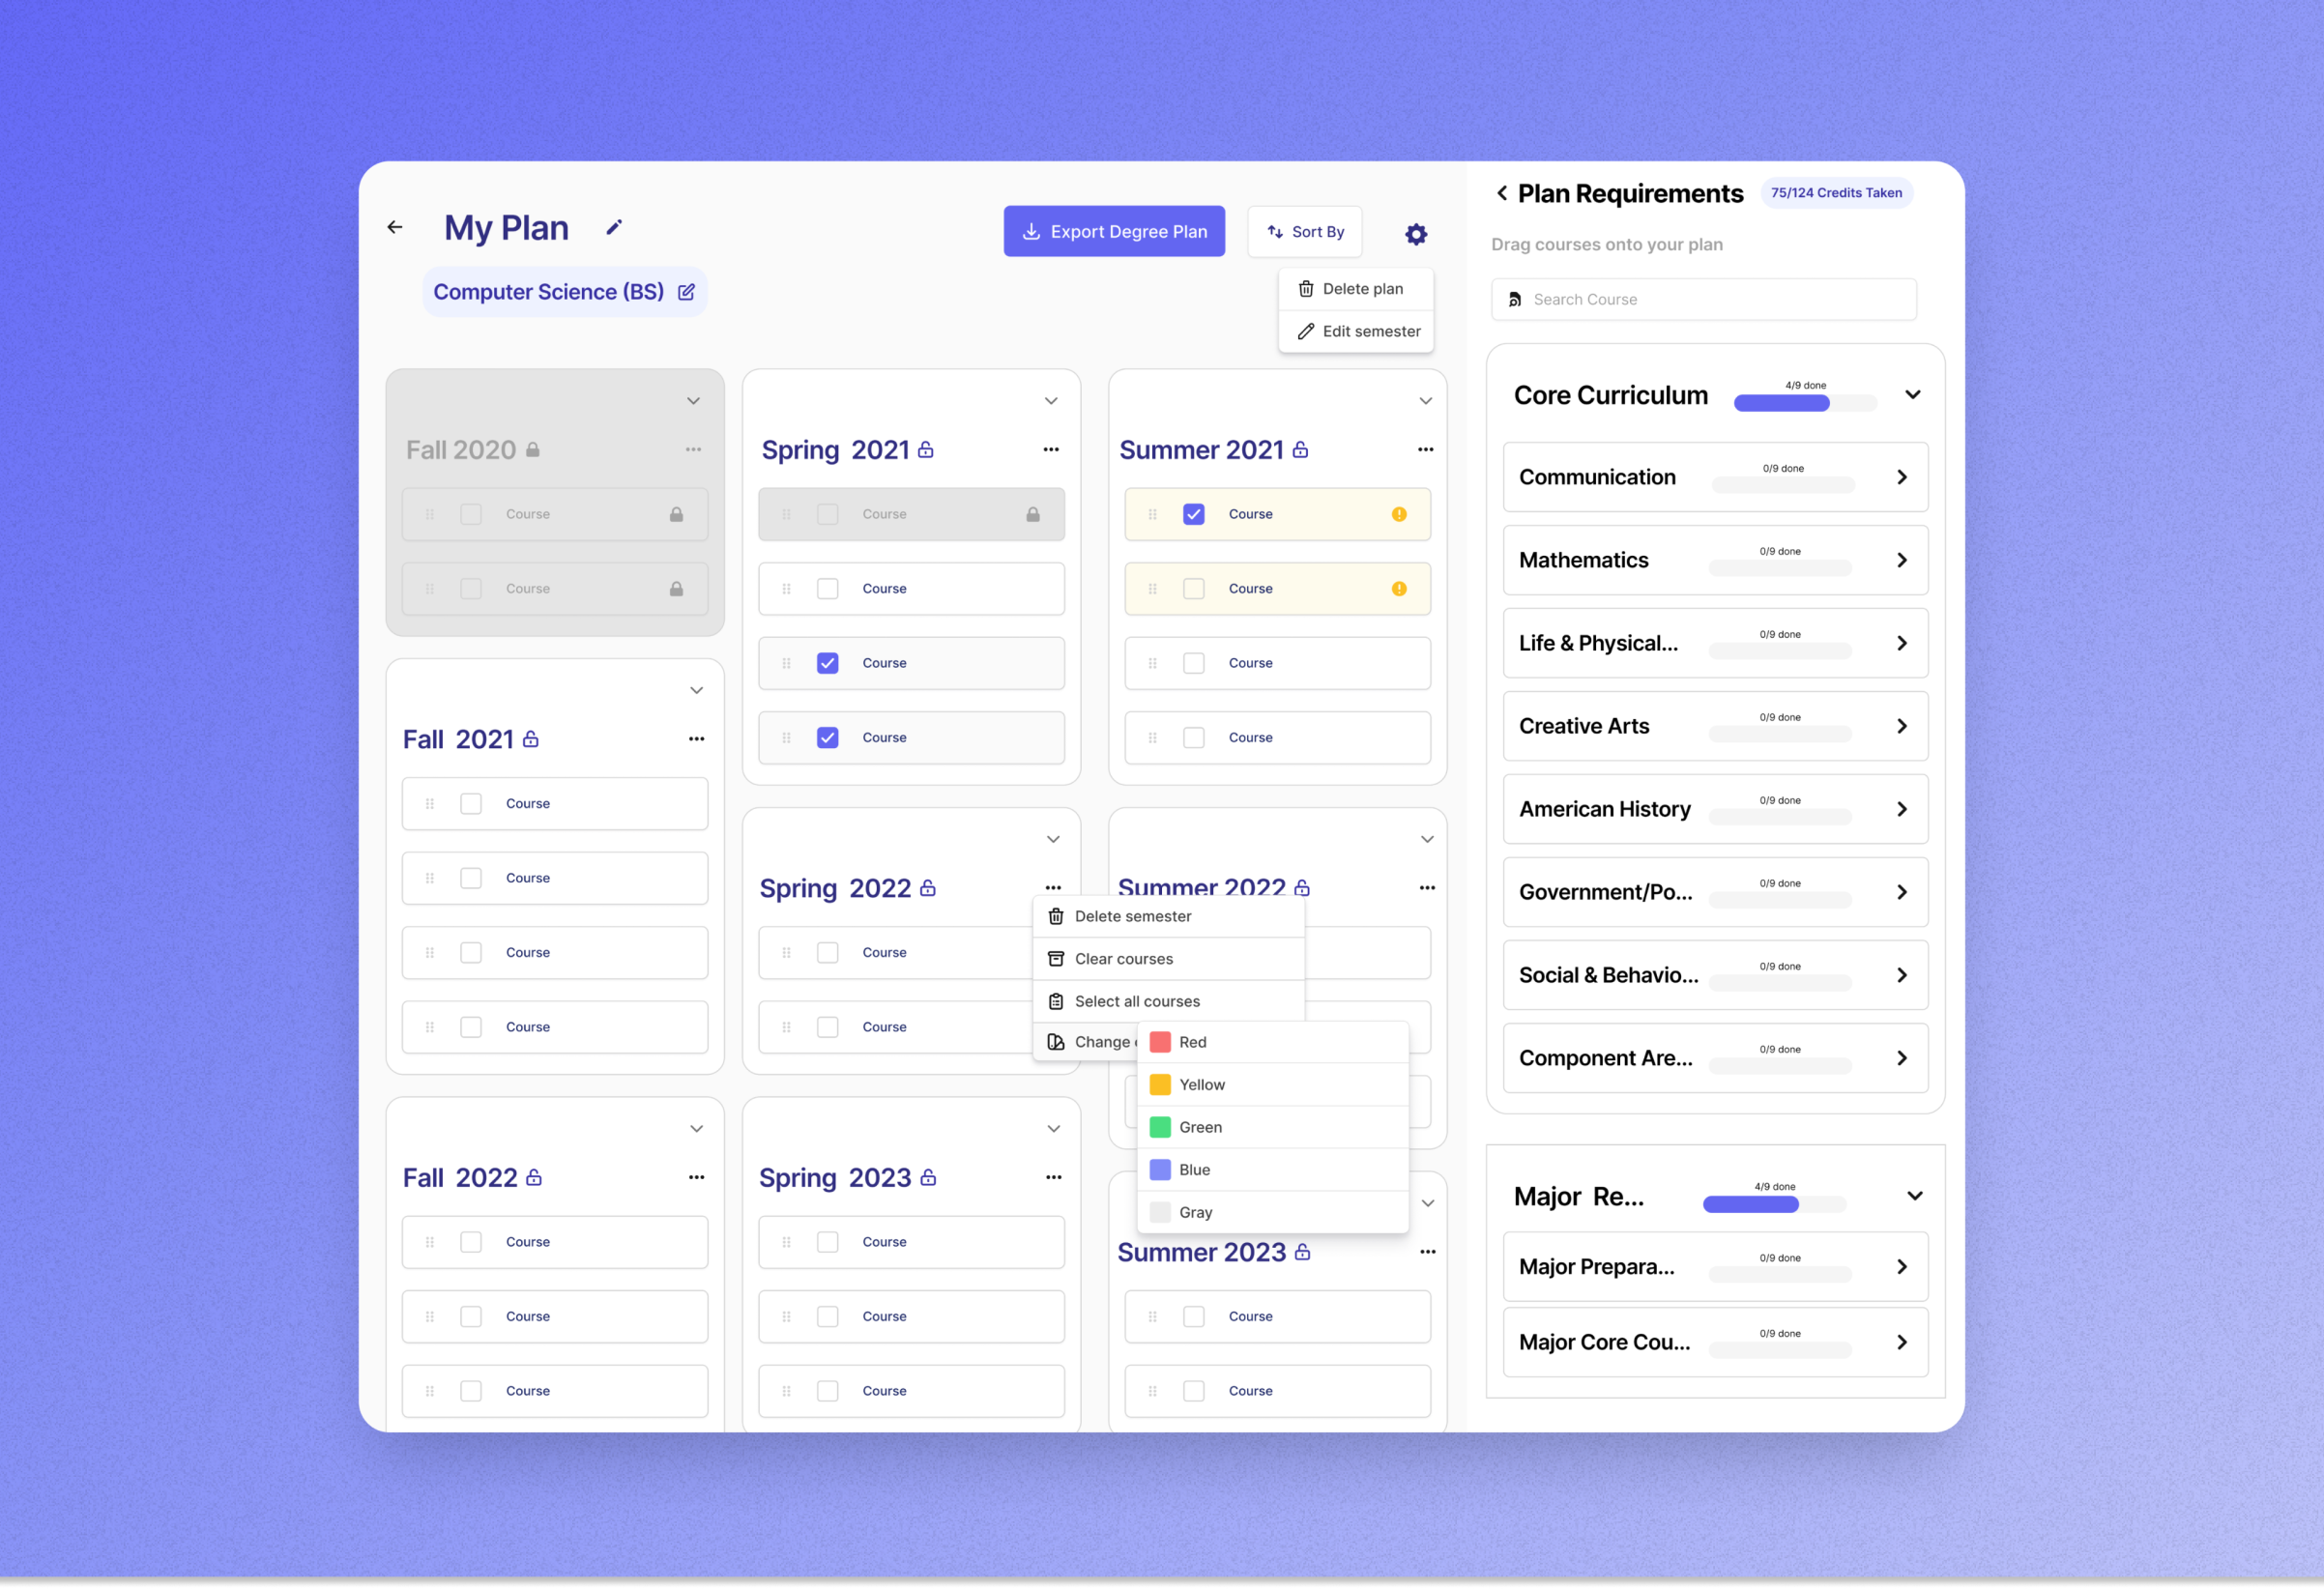 My Plan
Computer Science (BS)
Export Degree Plan
Sort By
Delete plan
Edit semester
Fall 2020
Course
Course
Spring 2021
Course
Course
Course
Course
Summer 2021
Course
Course
Course
Course
Fall 2021
Course
Course
Course
Course
Spring 2022
Course
Course
Summer 2022
Delete semester
Clear courses
Select all courses
Change
Red
Yellow
Green
Blue
Gray
Fall 2022
Course
Course
Course
Spring 2023
Course
Course
Course
Summer 2023
Course
Course
Plan Requirements
75/124 Credits Taken
Drag courses onto your plan
Search Course
Core Curriculum
4/9 done
Communication
0/9 done
Mathematics
0/9 done
Life & Physical...
0/9 done
Creative Arts
0/9 done
American History
0/9 done
Government/Po...
0/9 done
Social & Behavio...
0/9 done
Component Are...
0/9 done
Major Re...
4/9 done
Major Prepara...
0/9 done
Major Core Cou...
0/9 done